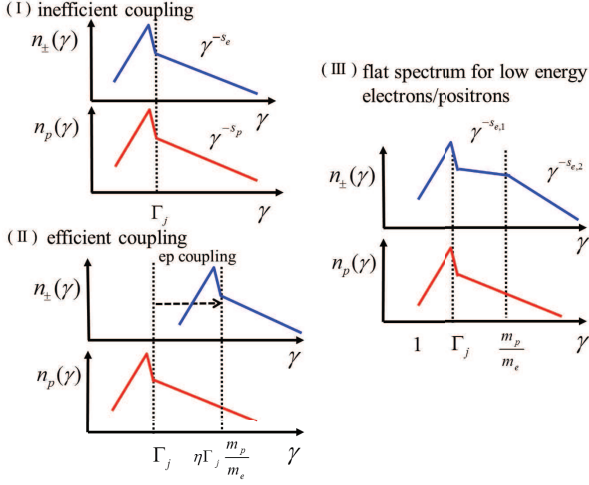 (I) inefficient coupling
n±(γ)
γ^{-s_e}
γ
n_p(γ)
γ^{-s_p}
Γ_j
γ
(II) efficient coupling
ep coupling
n±(γ)
γ
n_p(γ)
Γ_j
ηΓ_j m_p/m_e
γ
(III) flat spectrum for low energy
electrons/positrons
γ^{-s_{e,1}}
n±(γ)
γ^{-s_{e,2}}
γ
n_p(γ)
1
Γ_j
m_p/m_e
γ